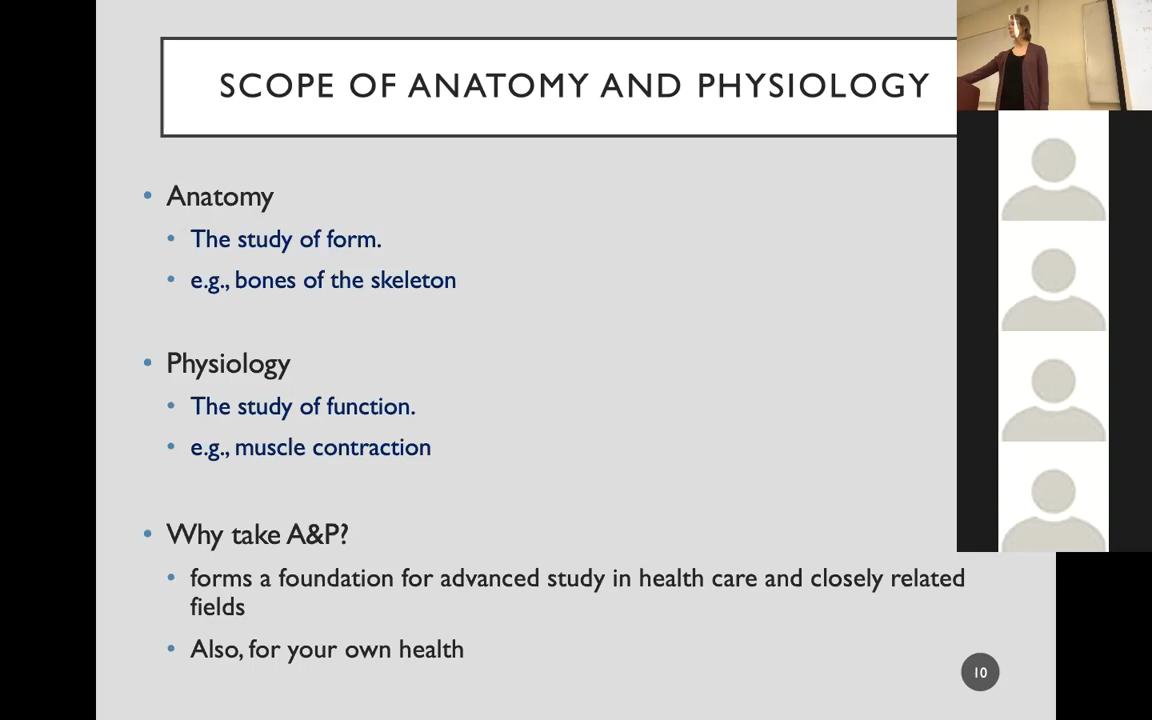 SCOPE OF ANATOMY AND PHYSIOLOGY
• Anatomy
• The study of form.
• e.g., bones of the skeleton
• Physiology
• The study of function.
• e.g., muscle contraction
• Why take A&P?
• forms a foundation for advanced study in health care and closely related
fields
• Also, for your own health
10